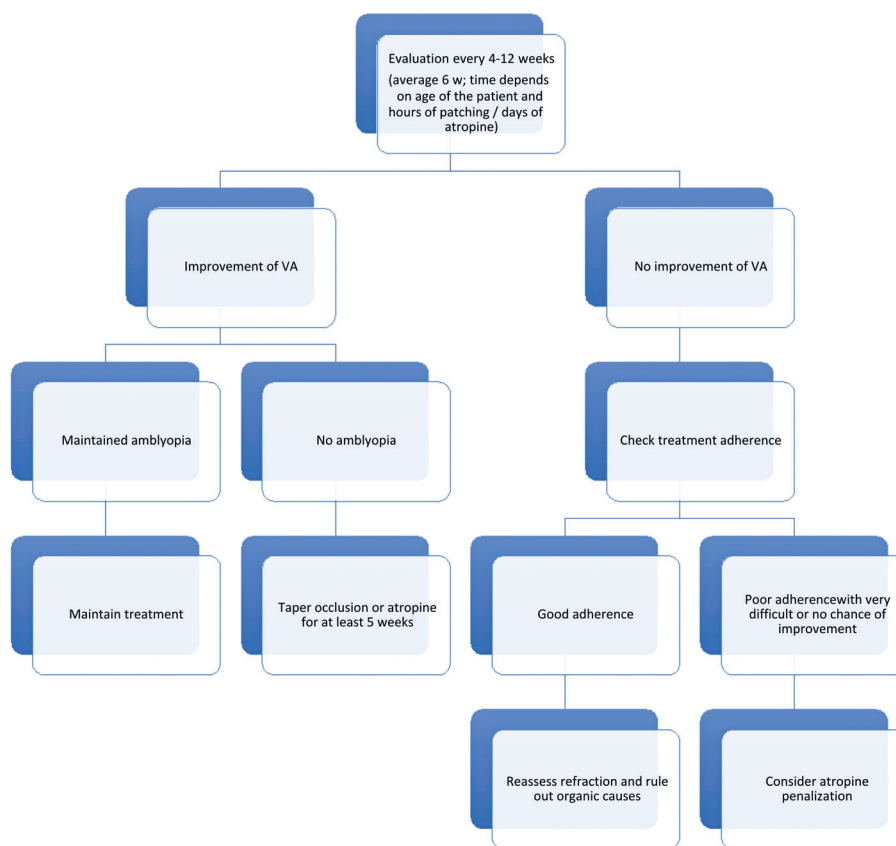 Evaluation every 4-12 weeks
(average 6 w; time depends
on age of the patient and
hours of patching / days of
atropine)
Improvement of VA
No improvement of VA
Maintained amblyopia
No amblyopia
Check treatment adherence
Maintain treatment
Taper occlusion or atropine
for at least 5 weeks
Good adherence
Poor adherencewith very
difficult or no chance of
improvement
Reassess refraction and rule
out organic causes
Consider atropine
penalization